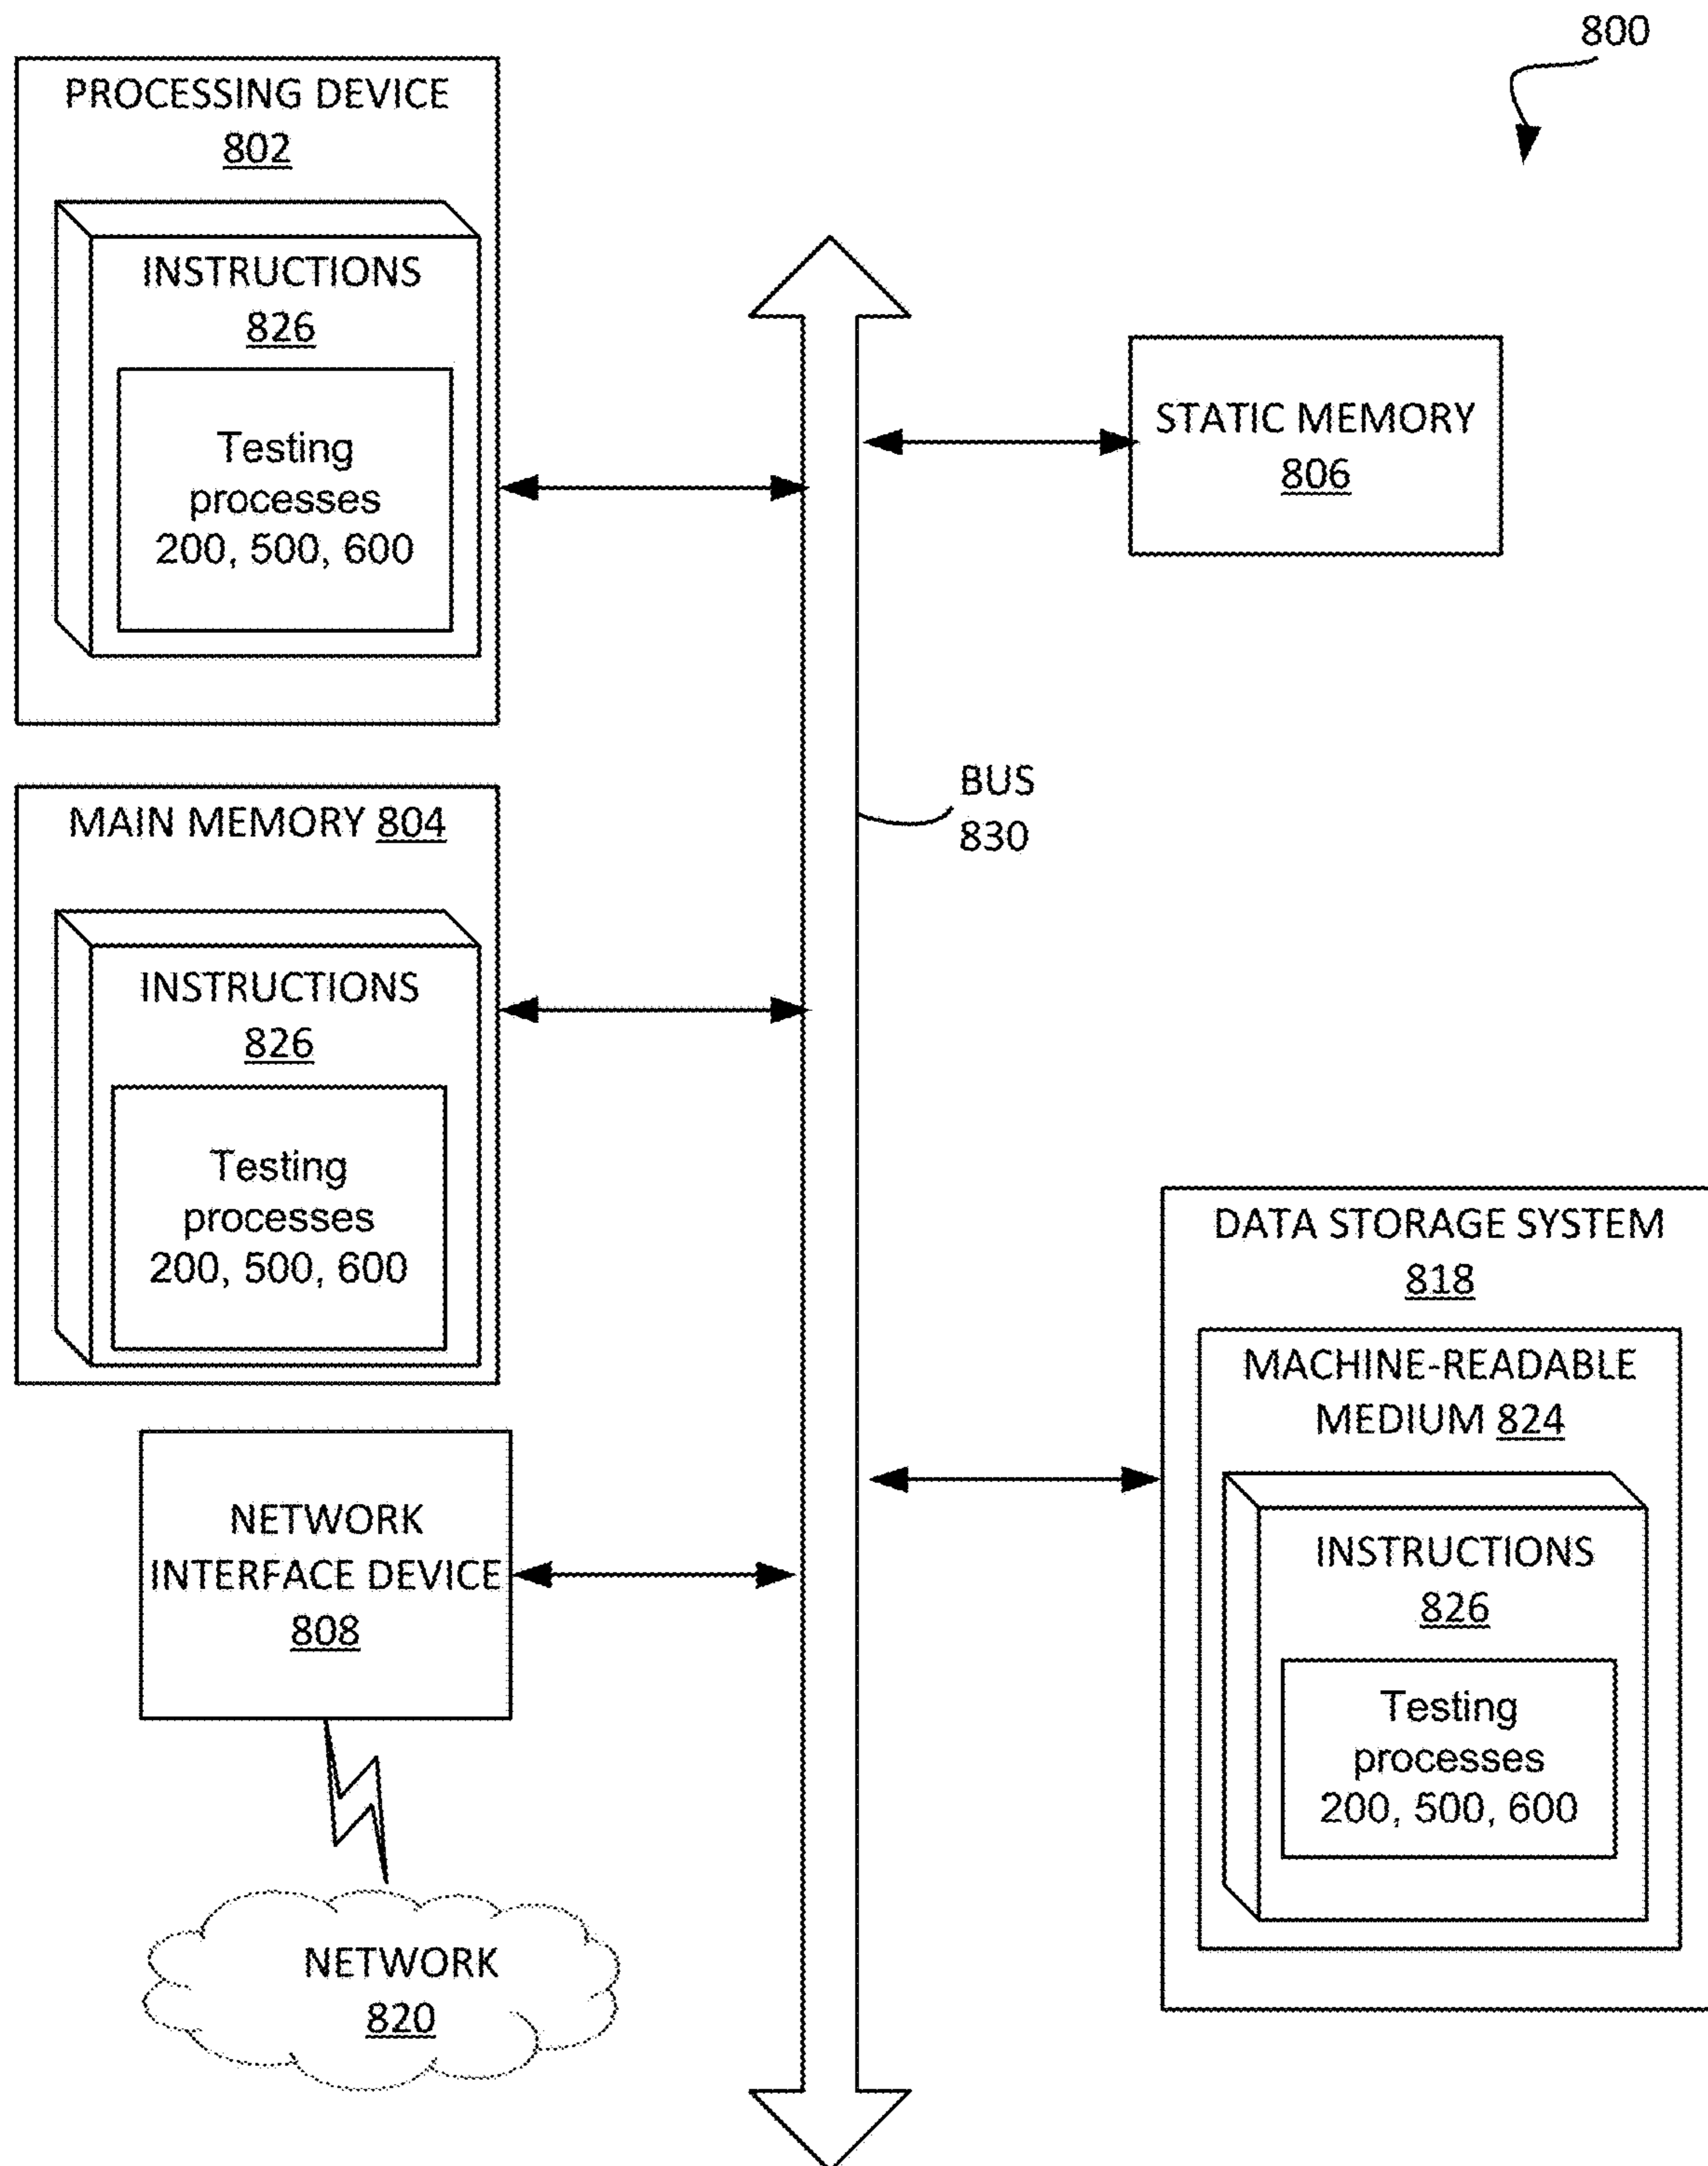 800
PROCESSING DEVICE
802
INSTRUCTIONS
826
Testing
processes
200, 500, 600
STATIC MEMORY
806
BUS
830
MAIN MEMORY 804
INSTRUCTIONS
826
Testing
processes
200, 500, 600
DATA STORAGE SYSTEM
818
MACHINE-READABLE
MEDIUM 824
INSTRUCTIONS
826
Testing
processes
200, 500, 600
NETWORK
INTERFACE DEVICE
808
NETWORK
820